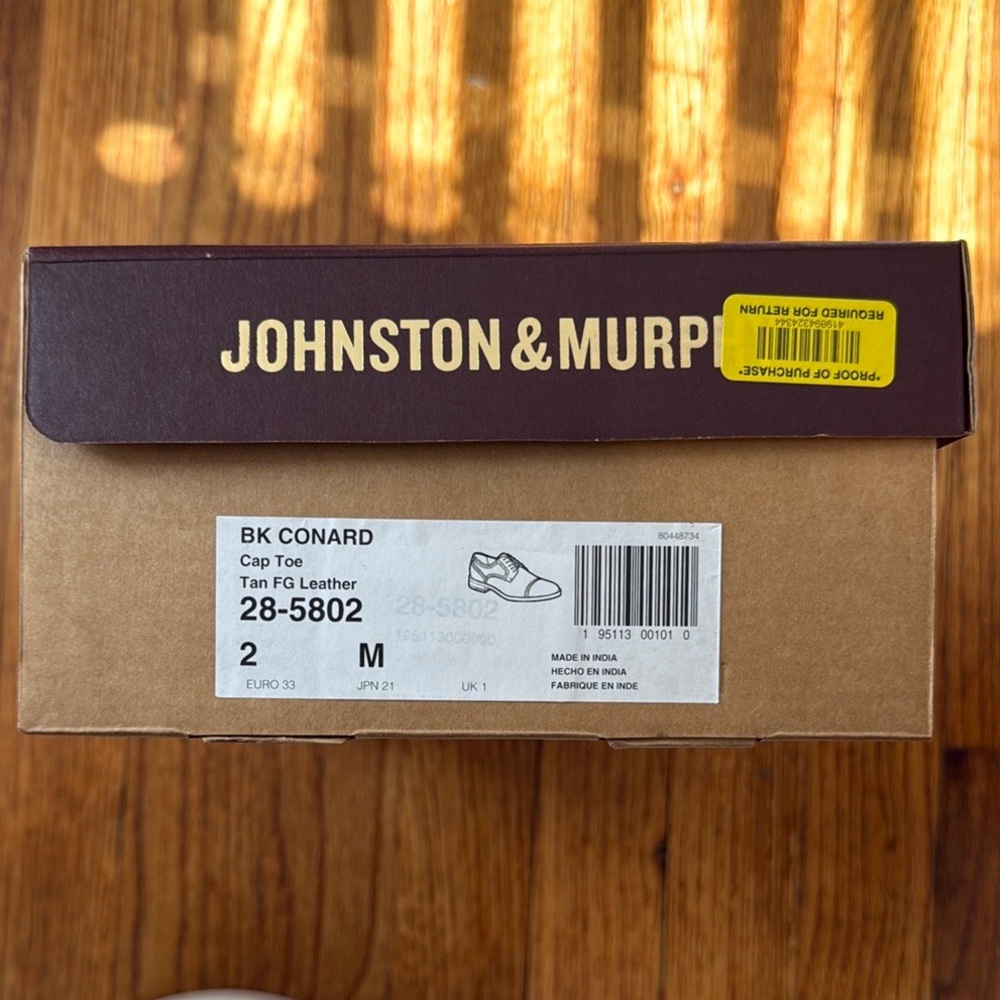 JOHNSTON & MURP
*PROOF OF PURCHASE*
419894324344
REQUIRED FOR RETURN
BK CONARD
Cap Toe
Tan FG Leather
28-5802
28-5802
2 M
EURO 33 JPN 21 UK 1
80448734
1 95113 00101 0
MADE IN INDIA
HECHO EN INDIA
FABRIQUE EN INDE